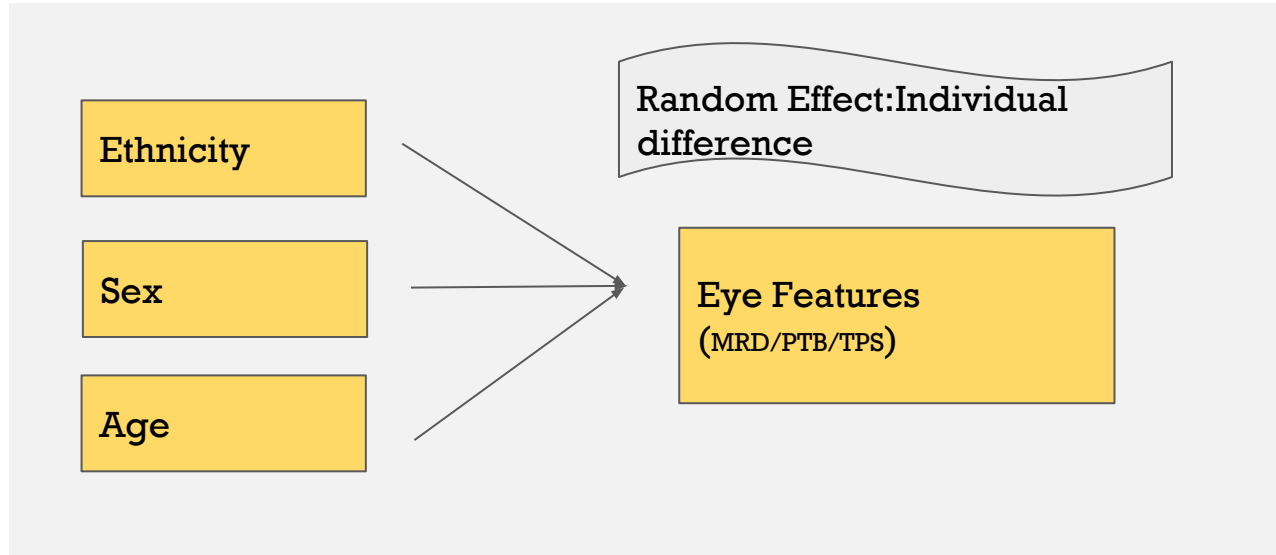 Ethnicity
Sex
Age
Random Effect:Individual
difference
Eye Features
(MRD/PTB/TPS)